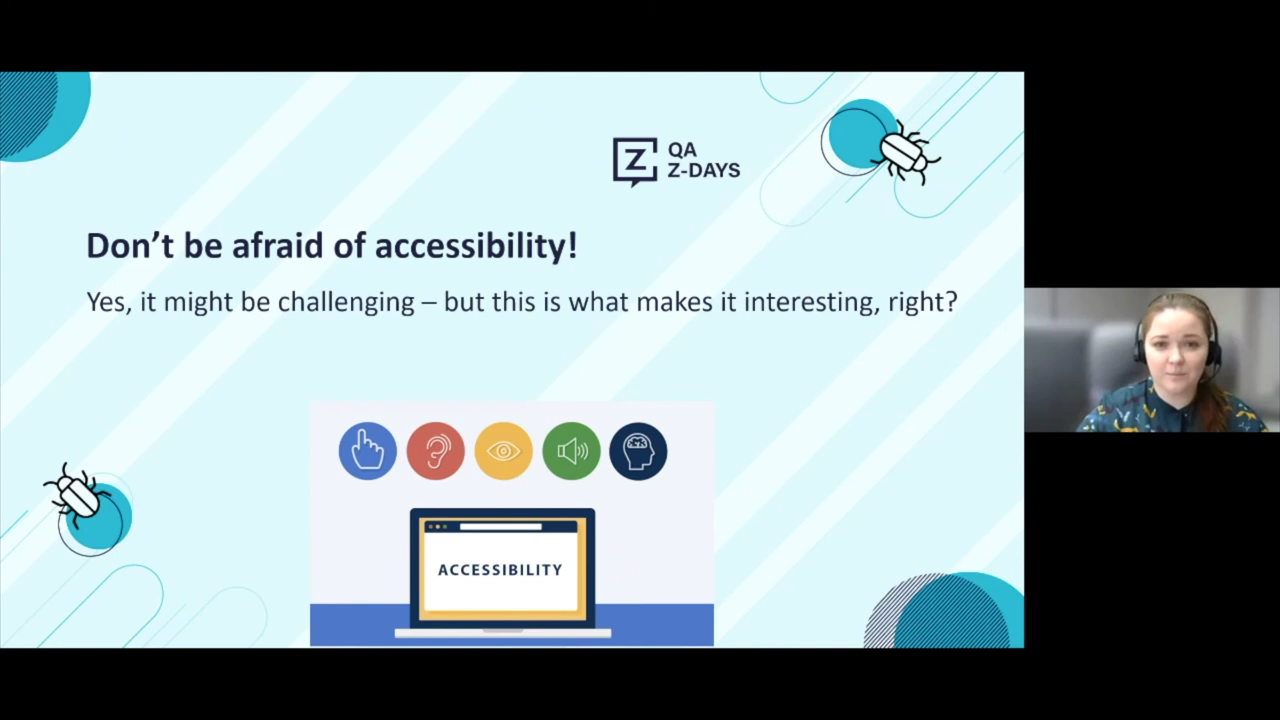 Z QA
Z-DAYS
Don't be afraid of accessibility!
Yes, it might be challenging – but this is what makes it interesting, right?
ACCESSIBILITY